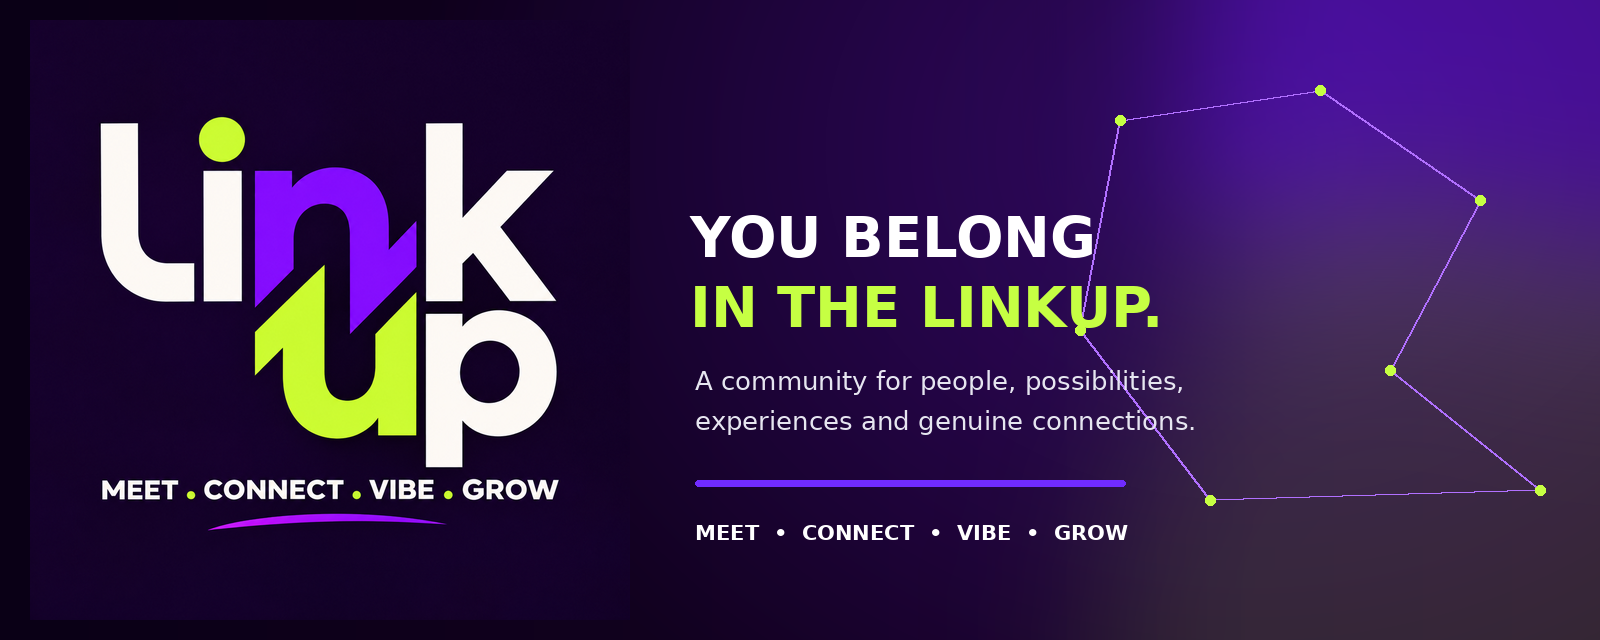 Link
up
MEET . CONNECT . VIBE . GROW
YOU BELONG
IN THE LINKUP.
A community for people, possibilities,
experiences and genuine connections.
MEET • CONNECT • VIBE • GROW